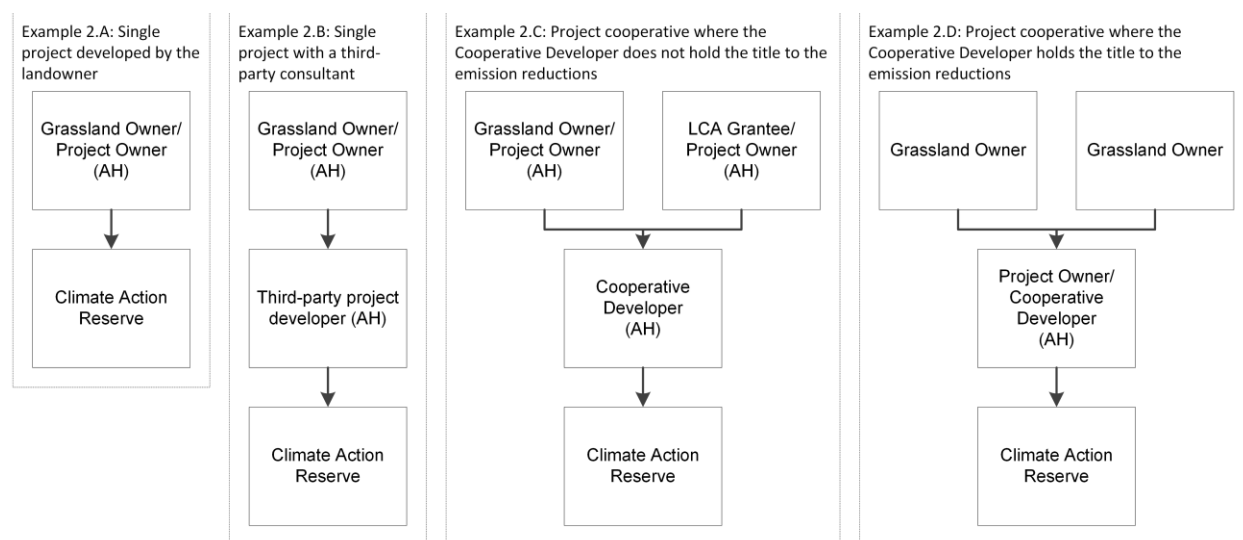 Example 2.A: Single
project developed by the
landowner
Grassland Owner/
Project Owner
(AH)
Climate Action
Reserve
Example 2.B: Single
project with a third-
party consultant
Grassland Owner/
Project Owner
(AH)
Third-party project
developer (AH)
Climate Action
Reserve
Example 2.C: Project cooperative where the
Cooperative Developer does not hold the title to the
emission reductions
Grassland Owner/
Project Owner
(AH)
LCA Grantee/
Project Owner
(AH)
Cooperative
Developer
(AH)
Climate Action
Reserve
Example 2.D: Project cooperative where the
Cooperative Developer holds the title to the
emission reductions
Grassland Owner
Grassland Owner
Project Owner/
Cooperative
Developer
(AH)
Climate Action
Reserve